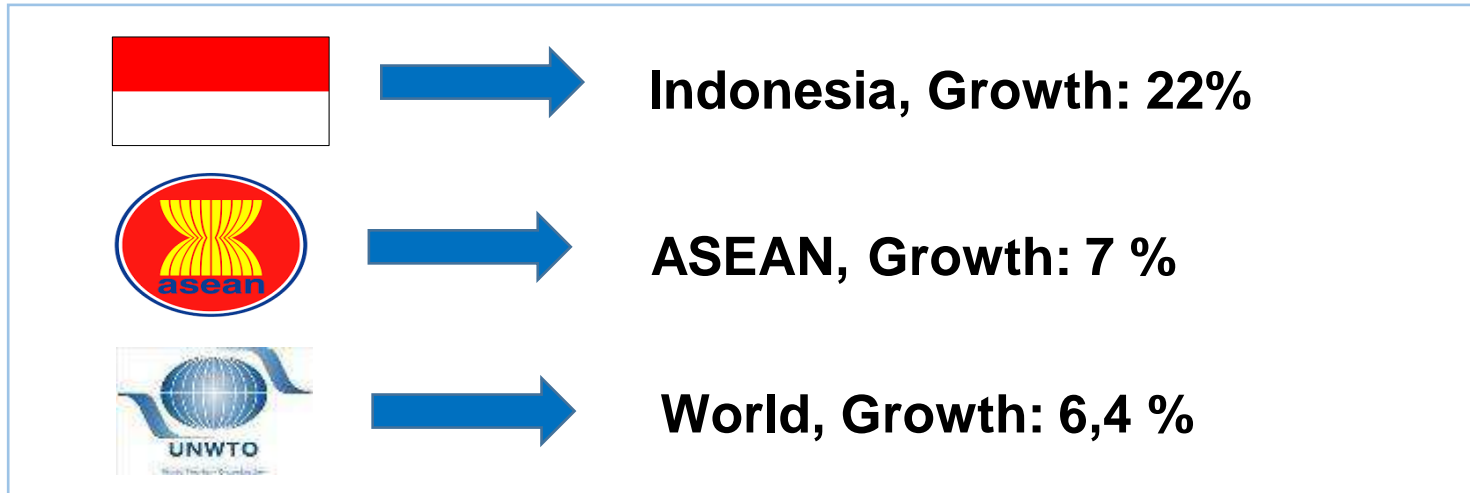 Indonesia, Growth: 22%
asean
ASEAN, Growth: 7 %
UNWTO
World, Growth: 6,4 %